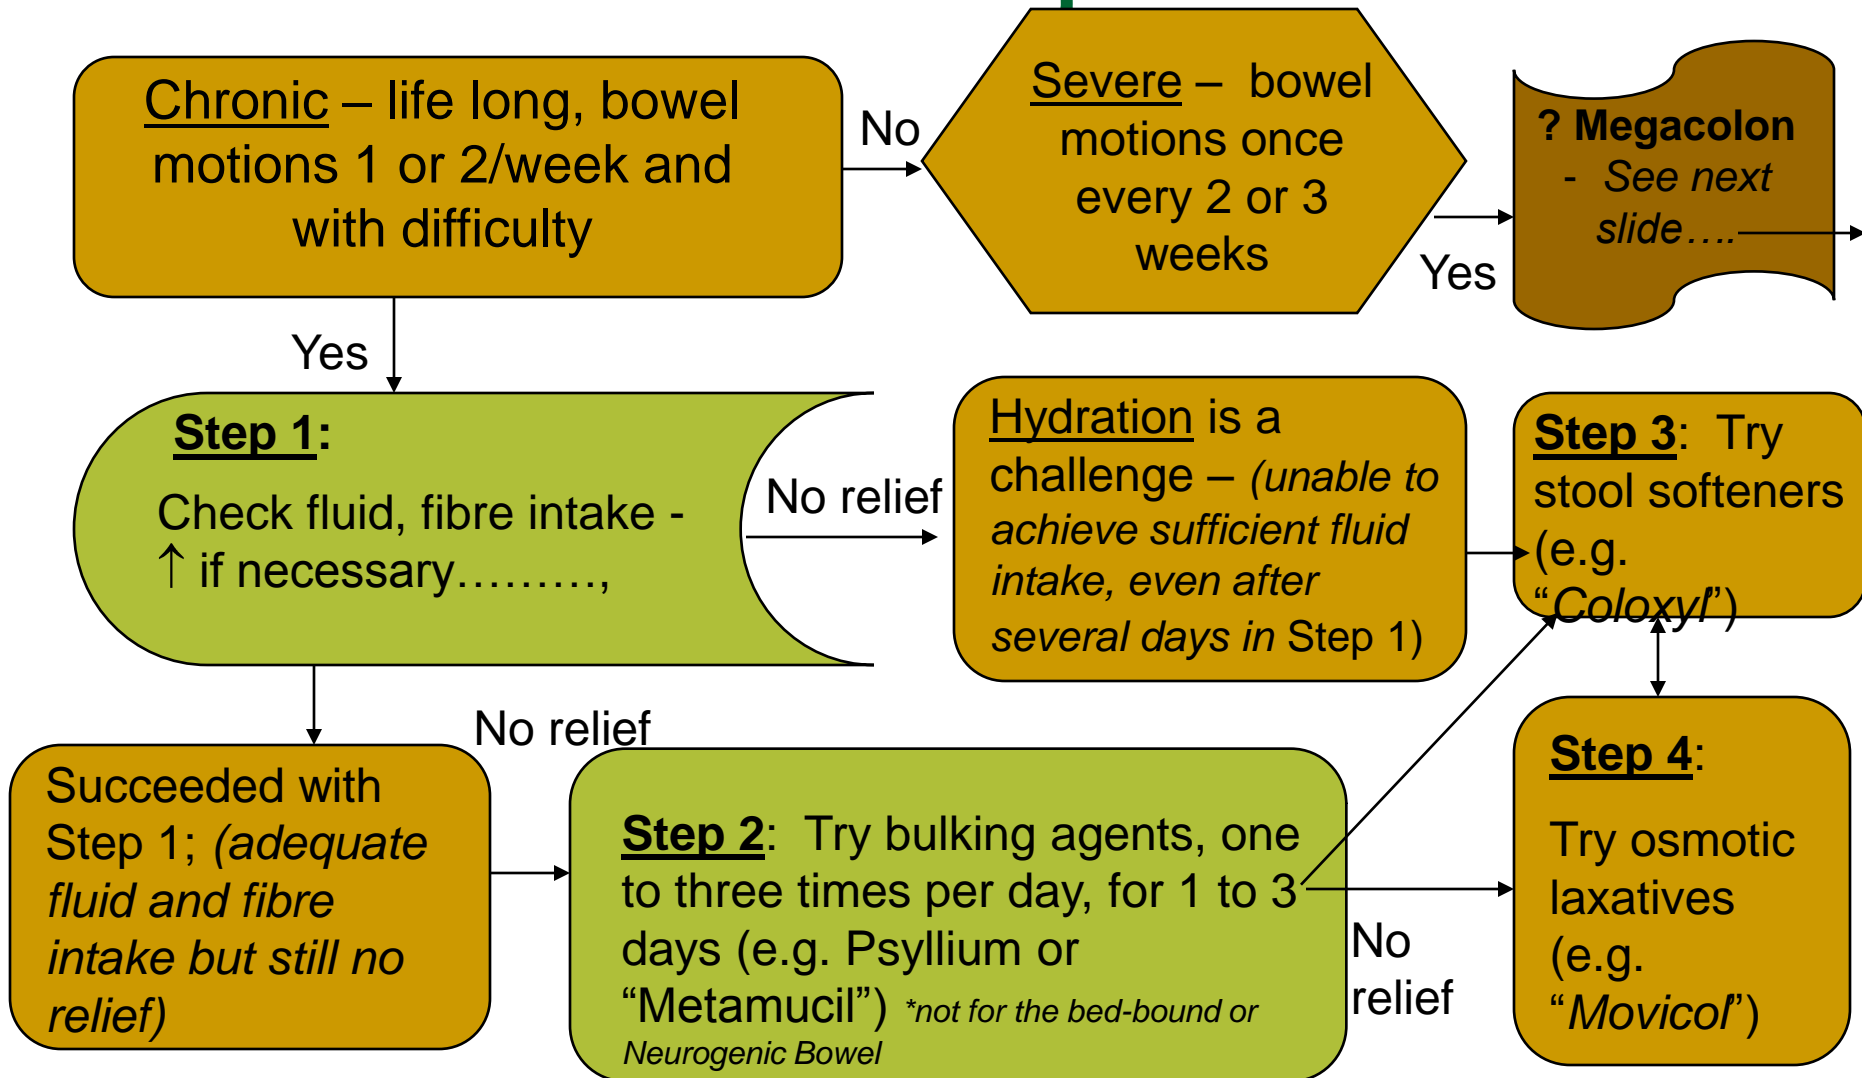 Chronic – life long, bowel
motions 1 or 2/week and
with difficulty
No
Severe – bowel
motions once
every 2 or 3
weeks
Yes
? Megacolon
- See next
slide….
Yes
Step 1:
Check fluid, fibre intake -
↑ if necessary………,
No relief
Hydration is a
challenge – (unable to
achieve sufficient fluid
intake, even after
several days in Step 1)
Step 3: Try
stool softeners
(e.g.
“Coloxyl”)
No relief
Succeeded with
Step 1; (adequate
fluid and fibre
intake but still no
relief)
Step 2: Try bulking agents, one
to three times per day, for 1 to 3
days (e.g. Psyllium or
“Metamucil”) *not for the bed-bound or
Neurogenic Bowel
No
relief
Step 4:
Try osmotic
laxatives
(e.g.
“Movicol”)